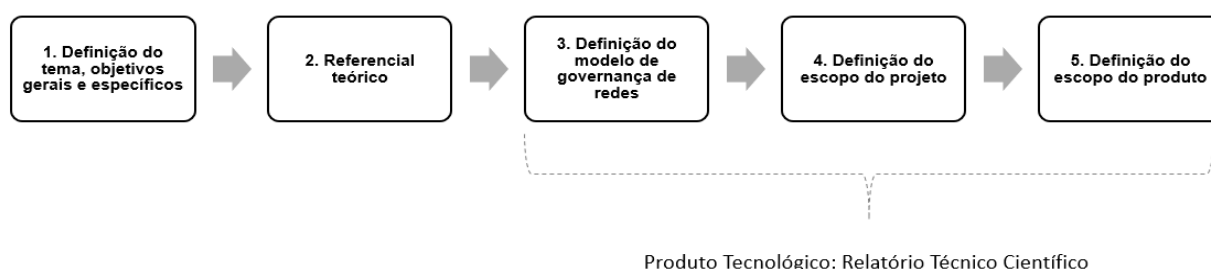 1. Definição do
tema, objetivos
gerais e específicos
2. Referencial
teórico
3. Definição do
modelo de
governança de
redes
4. Definição do
escopo do projeto
5. Definição do
escopo do produto
Produto Tecnológico: Relatório Técnico Científico